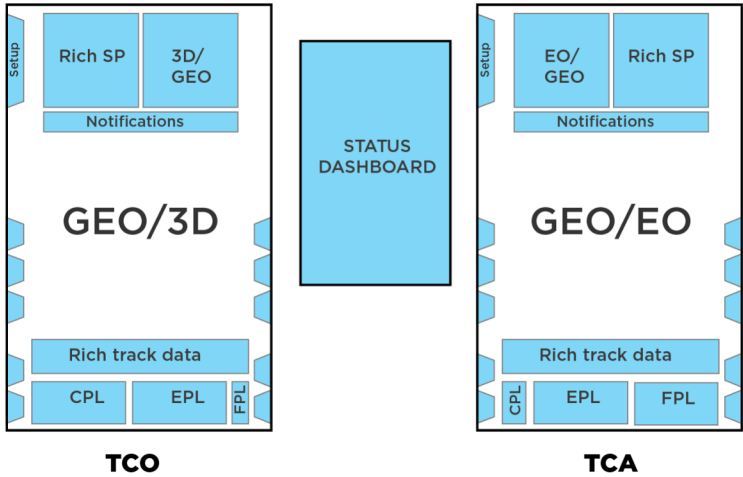 Setup
Rich SP
3D/
GEO
Notifications
GEO/3D
Rich track data
CPL
EPL
FPL
TCO
STATUS
DASHBOARD
Setup
EO/
GEO
Rich SP
Notifications
GEO/EO
Rich track data
CPL
EPL
FPL
TCA